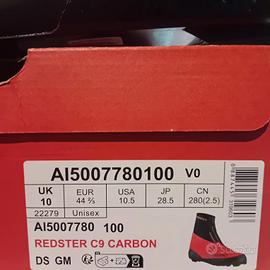 AI5007780100 V0
UK EUR USA JP CN
10 44 ⅔ 10.5 28.5 280(2.5)
22279 Unisex
AI5007780 100
REDSTER C9 CARBON
DS GM
subito